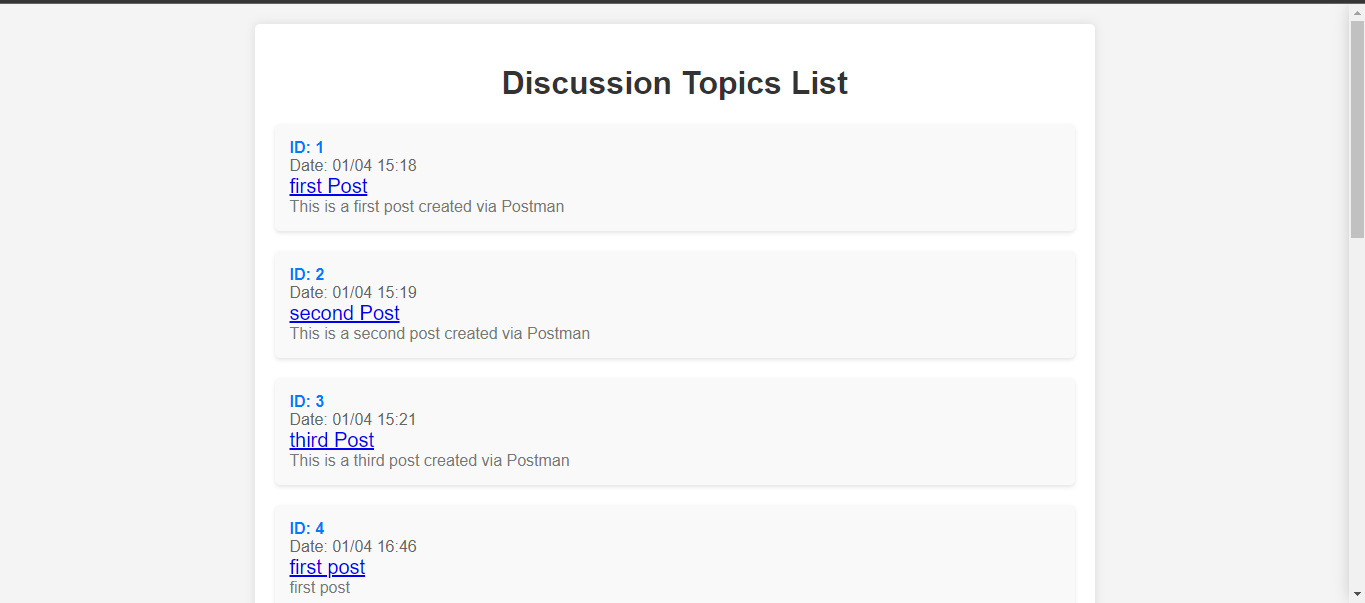 Discussion Topics List
ID: 1
Date: 01/04 15:18
first Post
This is a first post created via Postman
ID: 2
Date: 01/04 15:19
second Post
This is a second post created via Postman
ID: 3
Date: 01/04 15:21
third Post
This is a third post created via Postman
ID: 4
Date: 01/04 16:46
first post
first post